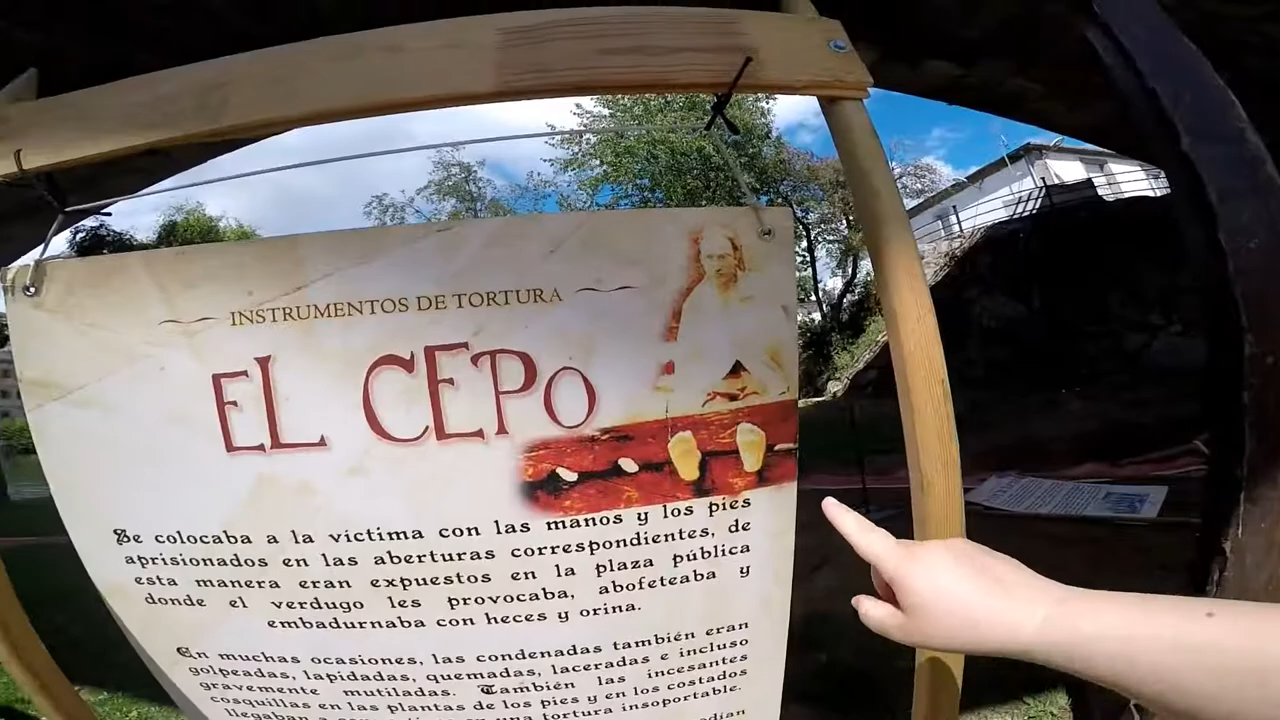 INSTRUMENTOS DE TORTURA
EL CEPO
Se colocaba a la víctima con las manos y los pies
aprisionados en las aberturas correspondientes, de
esta manera eran expuestos en la plaza pública
donde el verdugo les provocaba, abofeteaba y
embadurnaba con heces y orina.
En muchas ocasiones, las condenadas también eran
golpeadas, lapidadas, quemadas, laceradas e incluso
gravemente mutiladas. También las incesantes
cosquillas en las plantas de los pies y en los costados
llegaban a una tortura insoportable.